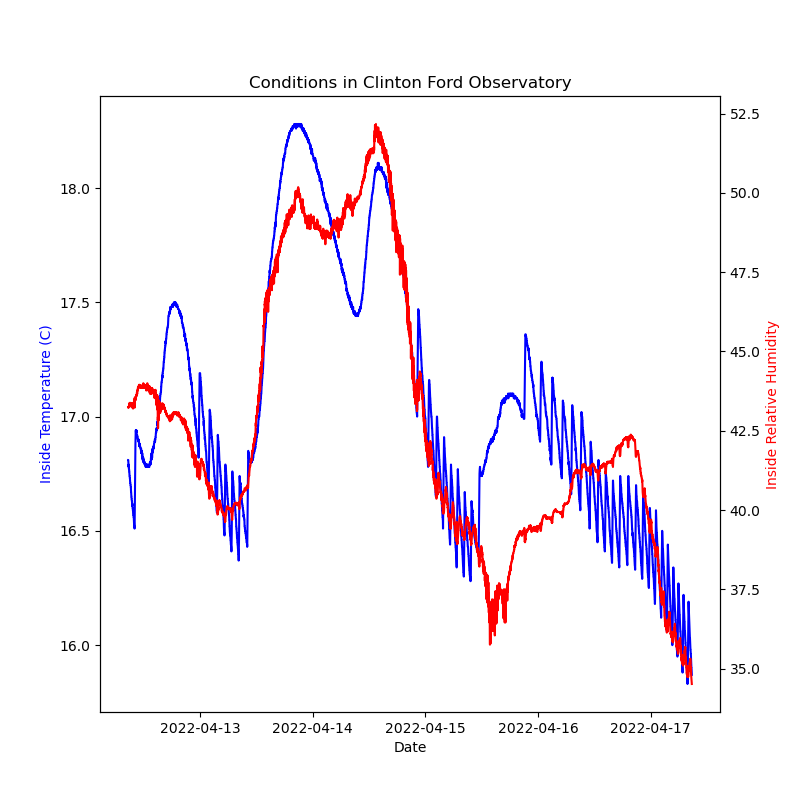 Conditions in Clinton Ford Observatory
Inside Temperature (C)
18.0
17.5
17.0
16.5
16.0
52.5
50.0
47.5
45.0
42.5
40.0
37.5
35.0
Inside Relative Humidity
2022-04-13 2022-04-14 2022-04-15 2022-04-16 2022-04-17
Date